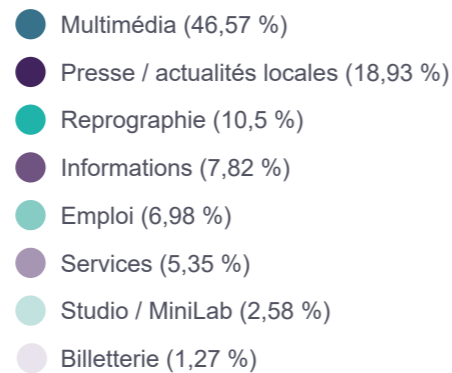 Multimédia (46,57 %)
Presse / actualités locales (18,93 %)
Reprographie (10,5 %)
Informations (7,82 %)
Emploi (6,98 %)
Services (5,35 %)
Studio / MiniLab (2,58 %)
Billetterie (1,27 %)